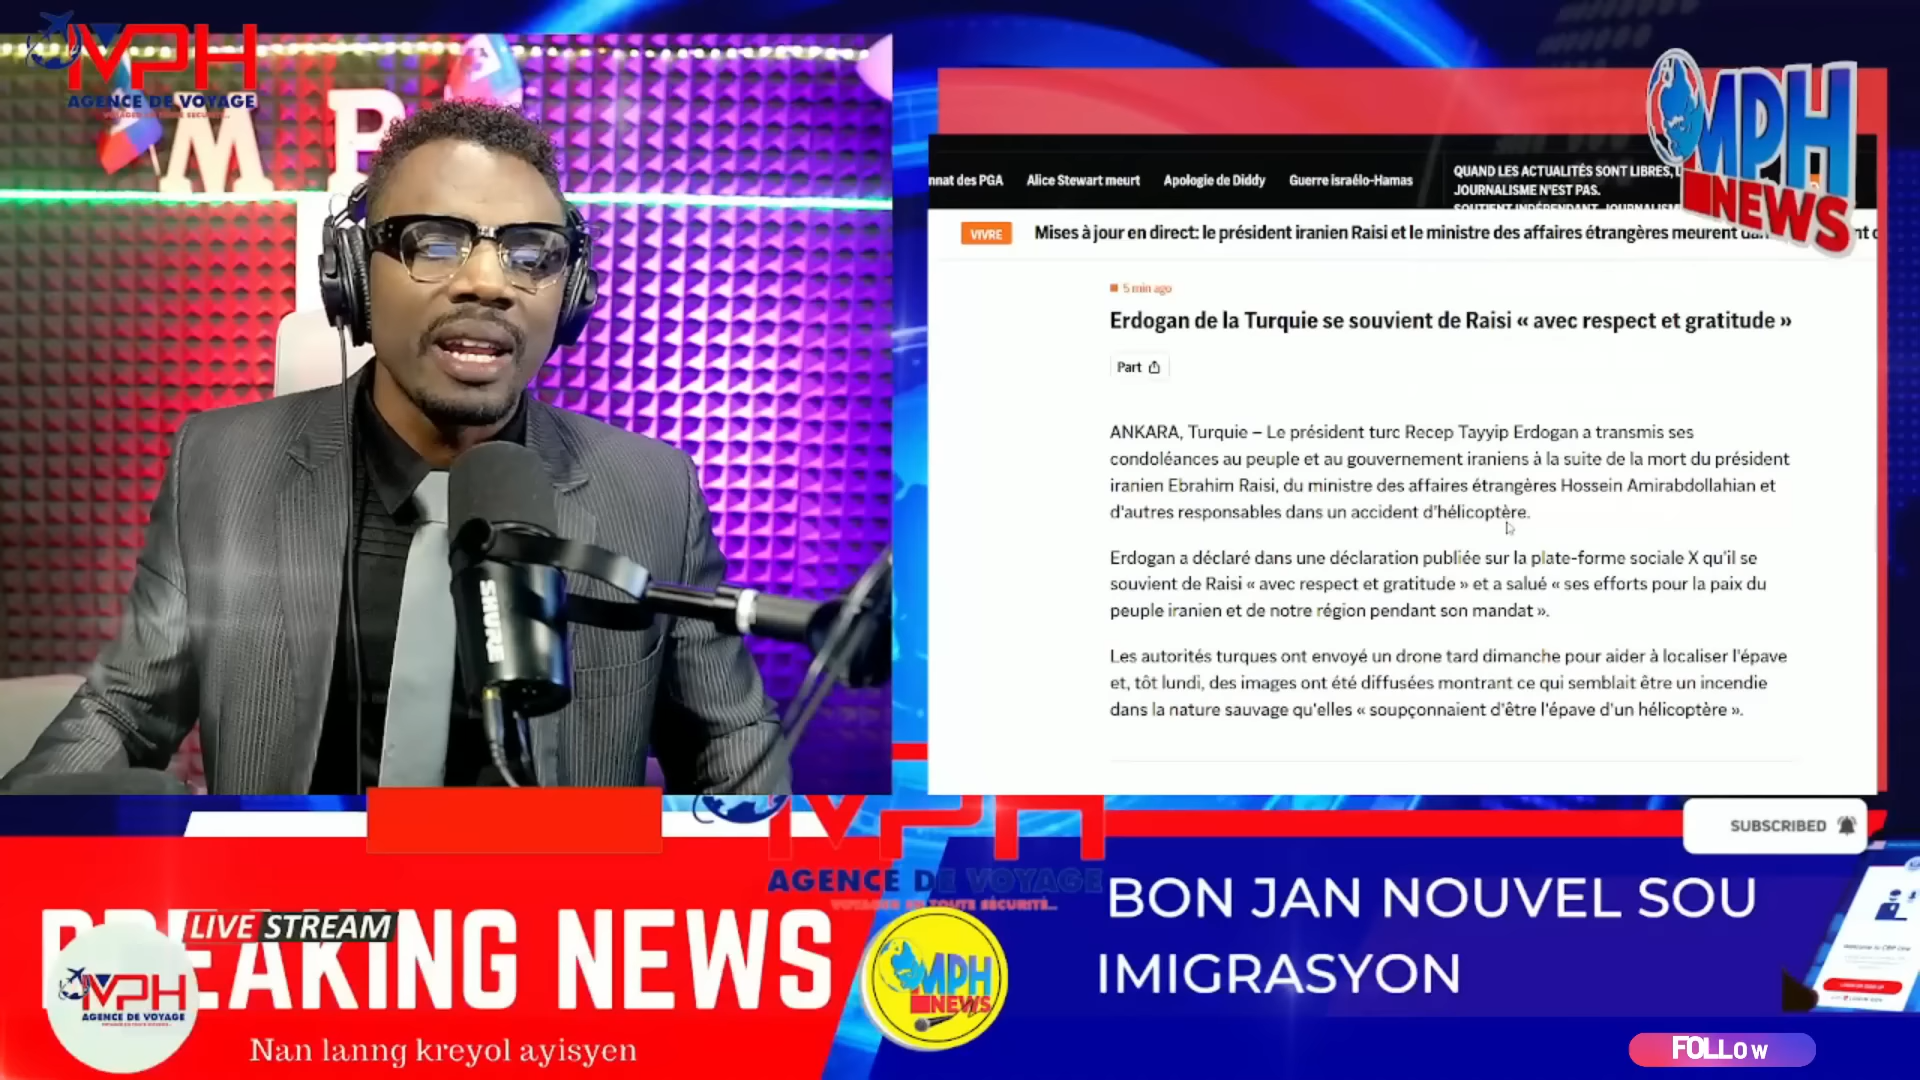 MPH
AGENCE DE VOYAGE
M P
nnat des PGA
Alice Stewart meurt
Apologie de Diddy
Guerre israélo-Hamas
QUAND LES ACTUALITÉS SONT LIBRES, L
JOURNALISME N'EST PAS.
MPH
NEWS
VIVRE
Mises à jour en direct: le président iranien Raisi et le ministre des affaires étrangères meurent
5 min ago
Erdogan de la Turquie se souvient de Raisi « avec respect et gratitude »
Part
ANKARA, Turquie – Le président turc Recep Tayyip Erdogan a transmis ses
condoléances au peuple et au gouvernement iraniens à la suite de la mort du président
iranien Ebrahim Raisi, du ministre des affaires étrangères Hossein Amirabdollahian et
d'autres responsables dans un accident d'hélicoptère.
Erdogan a déclaré dans une déclaration publiée sur la plate-forme sociale X qu'il se
souvient de Raisi « avec respect et gratitude » et a salué « ses efforts pour la paix du
peuple iranien et de notre région pendant son mandat ».
Les autorités turques ont envoyé un drone tard dimanche pour aider à localiser l'épave
et, tôt lundi, des images ont été diffusées montrant ce qui semblait être un incendie
dans la nature sauvage qu'elles « soupçonnaient d'être l'épave d'un hélicoptère ».
SHURE
SUBSCRIBED
MPH
AGENCE DE VOYAGE
VOYAGEZ EN TOUTE SÉCURITÉ...
BREAKING NEWS
LIVE STREAM
MPH
AGENCE DE VOYAGE
Nan lanng kreyol ayisyen
MPH
NEWS
BON JAN NOUVEL SOU
IMIGRASYON
FOLLOW